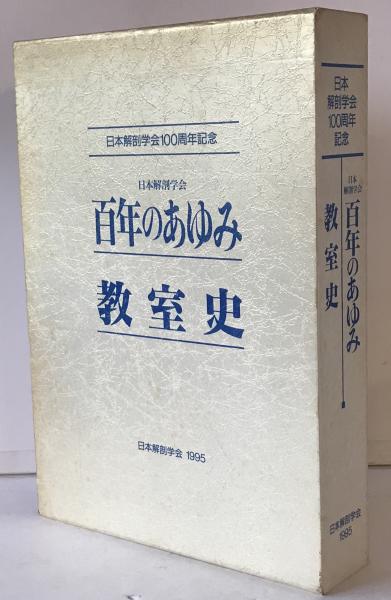 日本解剖学会100周年記念
日本解剖学会
百年のあゆみ
教室史
日本解剖学会 1995
日本
解剖学会
100周年
記念
日本
解剖学会
百年のあゆみ
教室史
日本解剖学会
1995